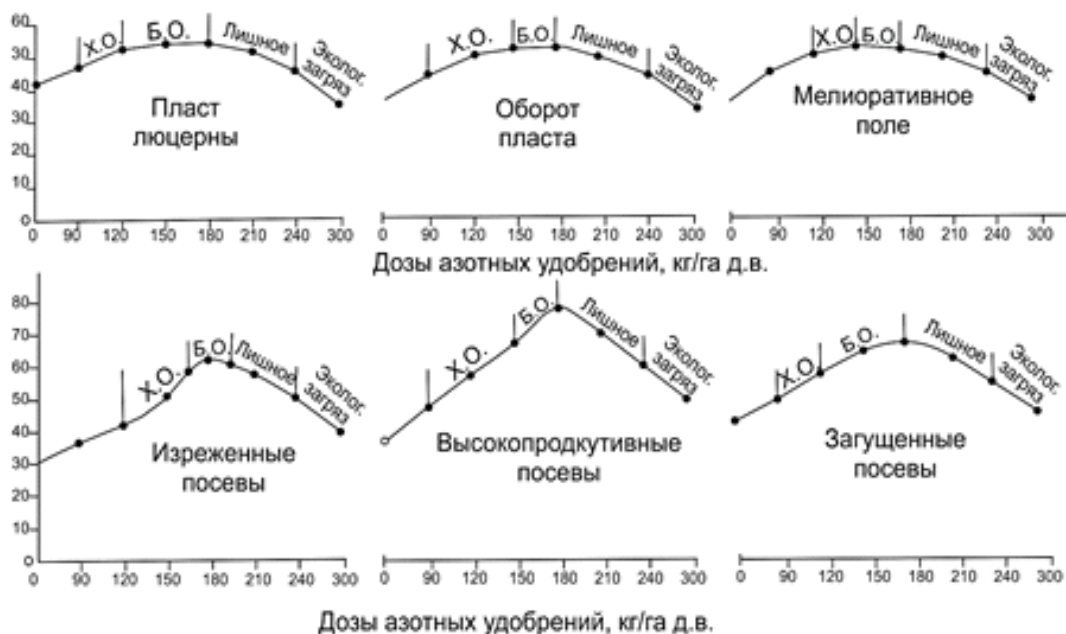 60
30
40
30
30
10
0
Х.О. Б.О. Лишное Эколог. загряз
Пласт
люцерны
0 90 120 150 180 210 240 300
Х.О. Б.О. Лишное Эколог. загряз
Оборот
пласта
0 90 120 150 180 210 240 300
Х.О. Б.О. Лишное Эколог. загряз
Мелиоративное
поле
0 90 120 150 180 210 240 300
Дозы азотных удобрений, кг/га д.в.
80
70
60
50
40
30
20
10
0
Х.О. Б.О. Лишное Эколог. загряз
Изреженные
посевы
0 90 120 150 180 210 240 300
Х.О. Б.О. Лишное Эколог. загряз
Высокопродкутивные
посевы
0 90 120 150 180 210 240 300
Х.О. Б.О. Лишное Эколог. загряз
Загущенные
посевы
0 90 120 150 180 210 240 300
Дозы азотных удобрений, кг/га д.в.